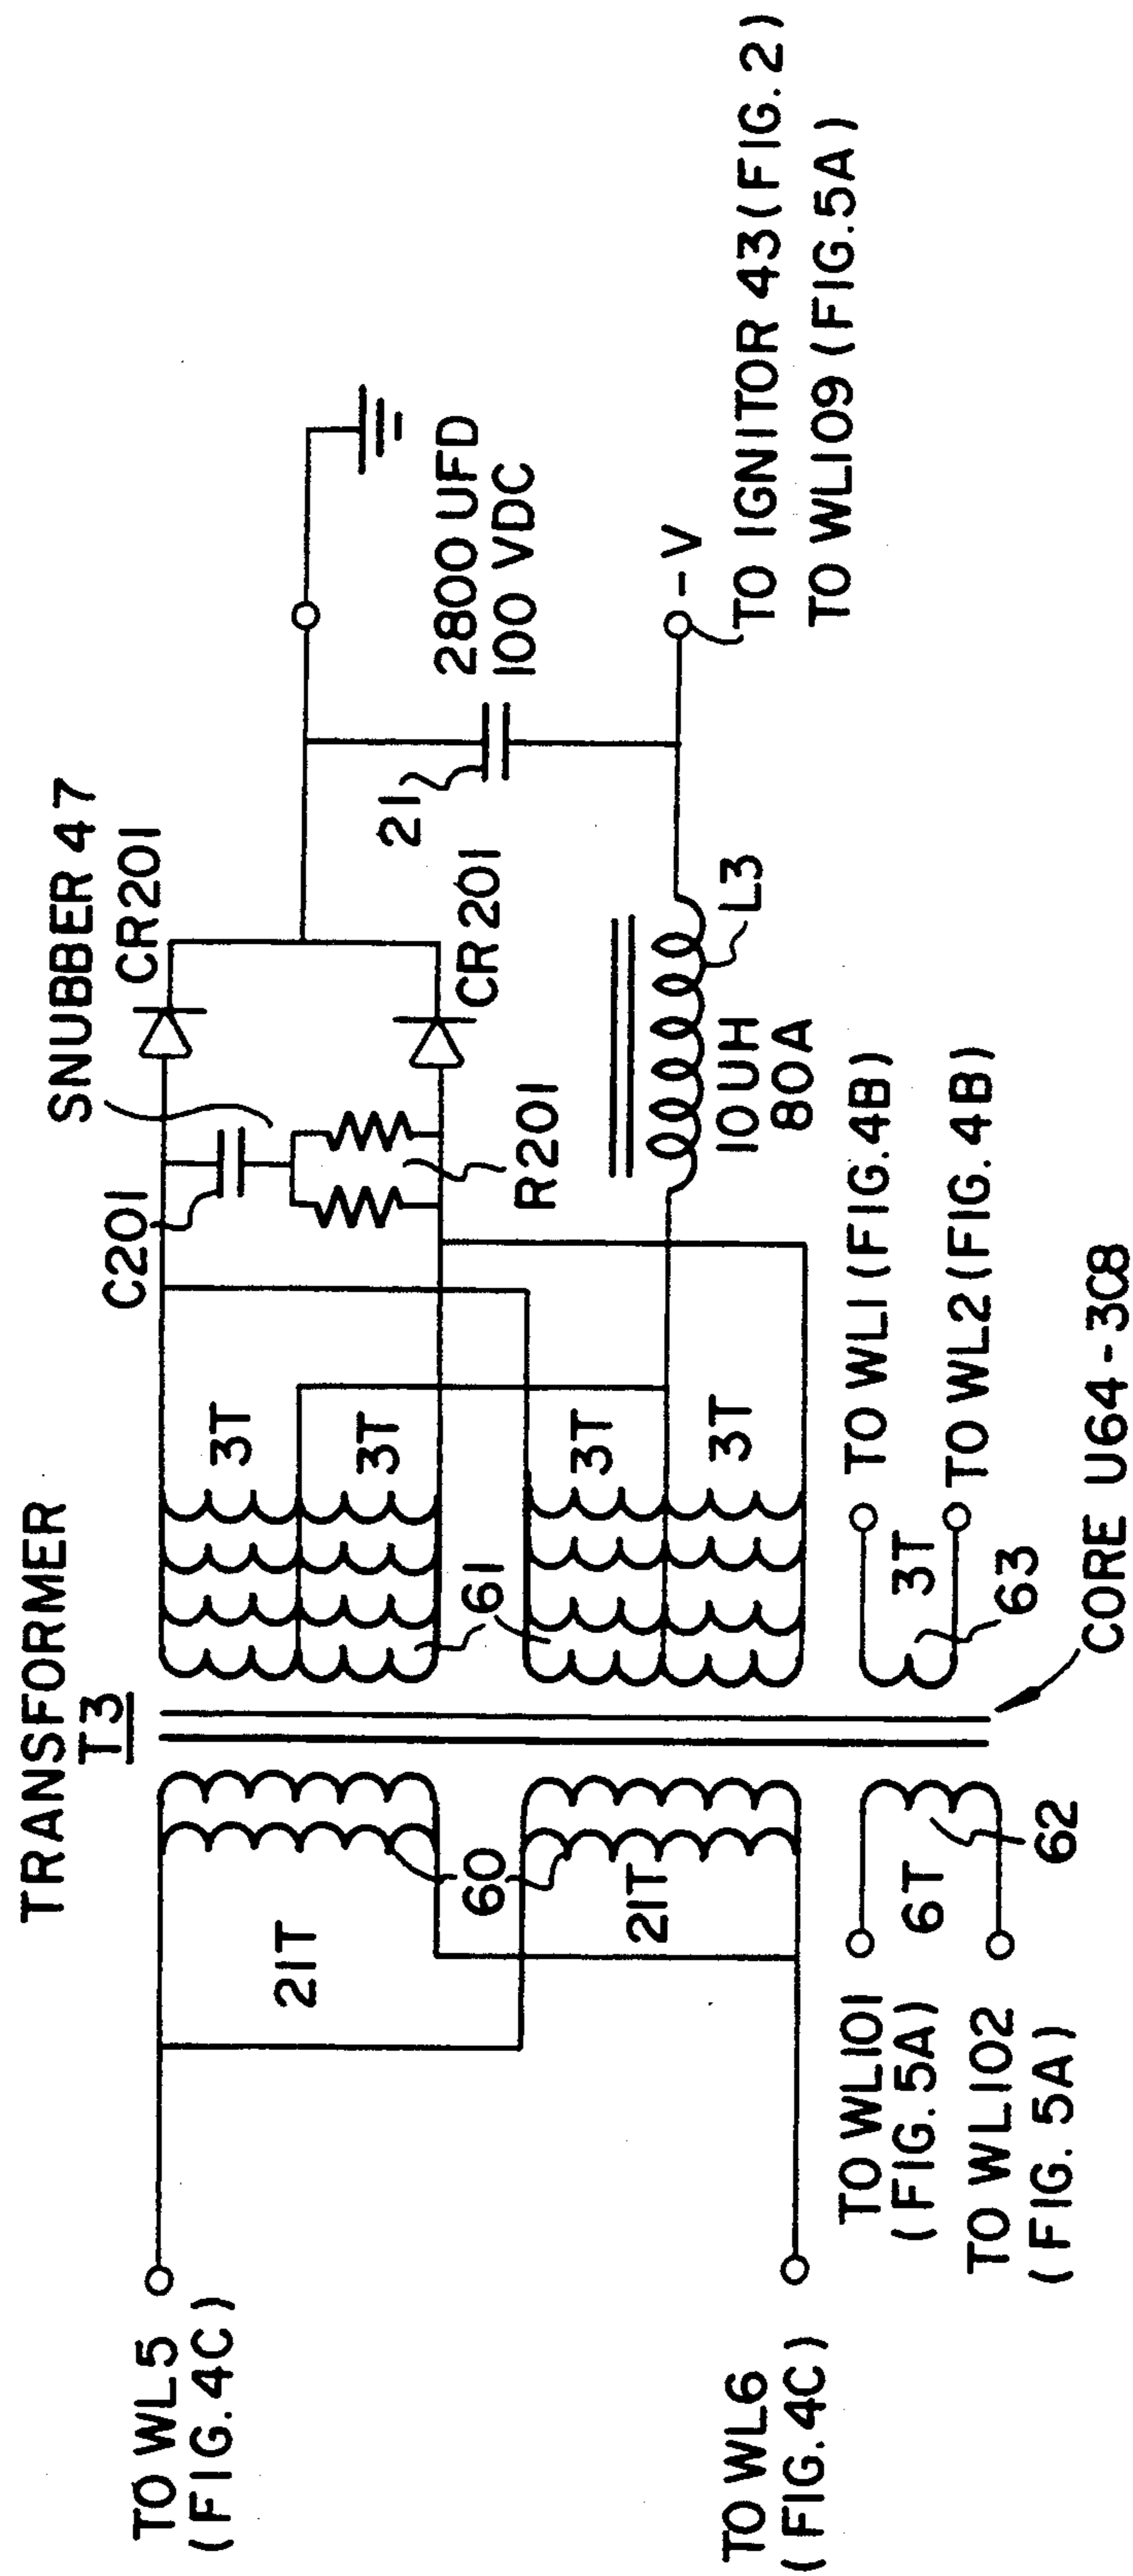 TRANSFORMER
T3
TO WL5
(FIG. 4C)
TO WL6
(FIG. 4C)
21T
21T
60
TO WL101
(FIG. 5A)
TO WL102
(FIG. 5A)
6T
62
3T
3T
3T
3T
61
3T
63
CORE U64-3C8
TO WL1 (FIG. 4B)
TO WL2 (FIG. 4B)
C201
SNUBBER 47
CR201
R201
CR201
10 UH
80A
L3
21
2800 UFD
100 VDC
-V
TO IGNITOR 43 (FIG. 2)
TO WL109 (FIG. 5A)